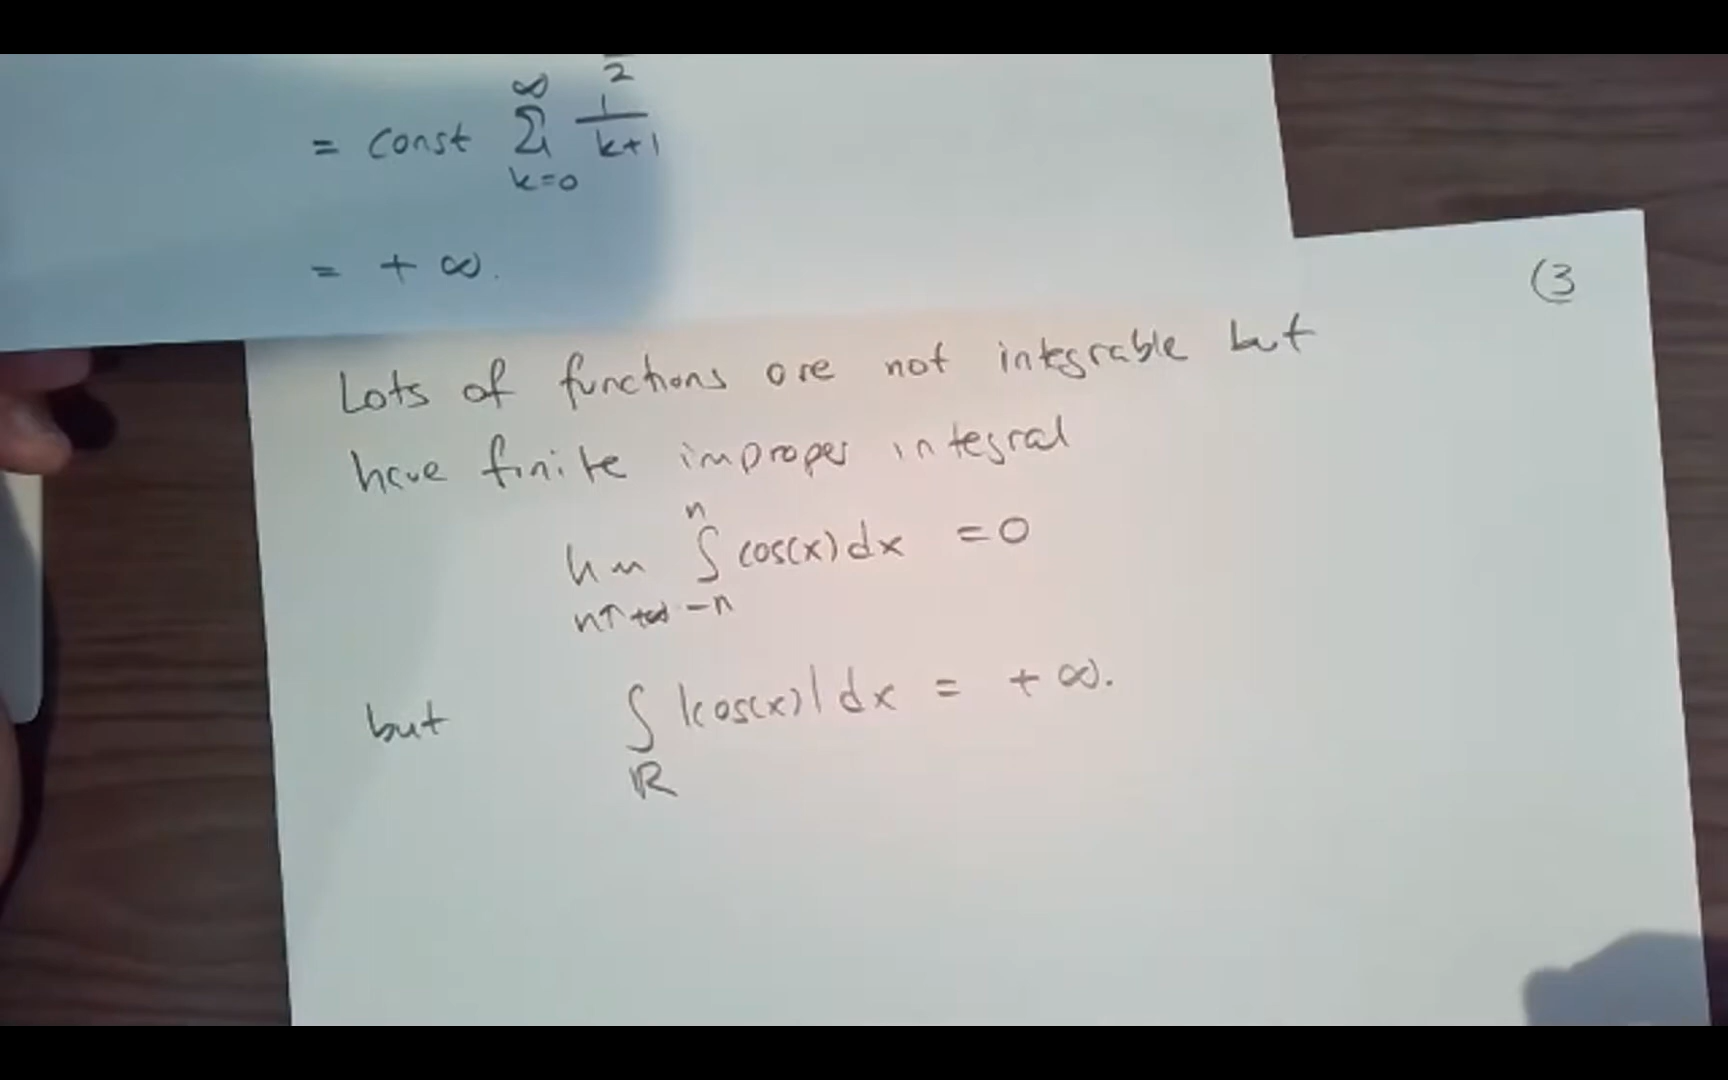 2
= const ∞ Σ k=0 1/k+1
= + ∞.
(3
Lots of functions are not integrable but
have finite improper integral
lim n↑+∞ ∫ n -n cos(x) dx = 0
but ∫ ℝ |cos(x)| dx = + ∞.